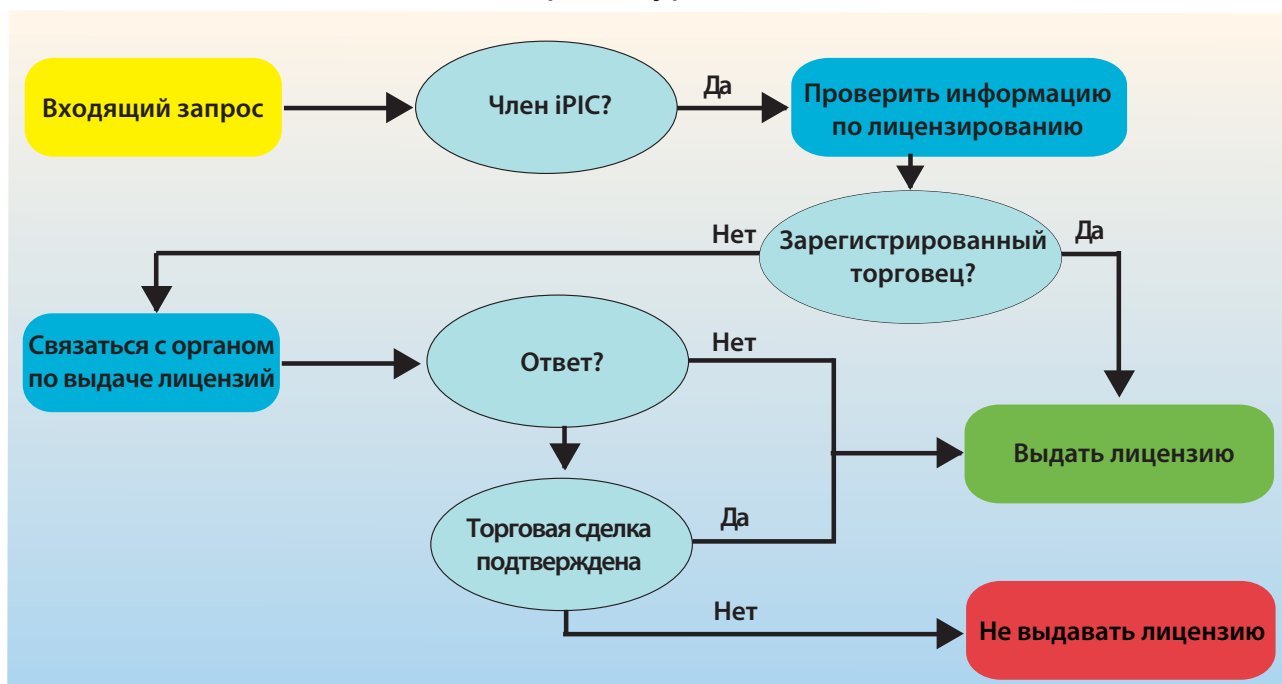 Входящий запрос
Член iPIC?
Да
Проверить информацию
по лицензированию
Нет
Зарегистрированный
торговец?
Да
Связаться с органом
по выдаче лицензий
Ответ?
Нет
Выдать лицензию
Торговая сделка
подтверждена
Да
Нет
Не выдавать лицензию